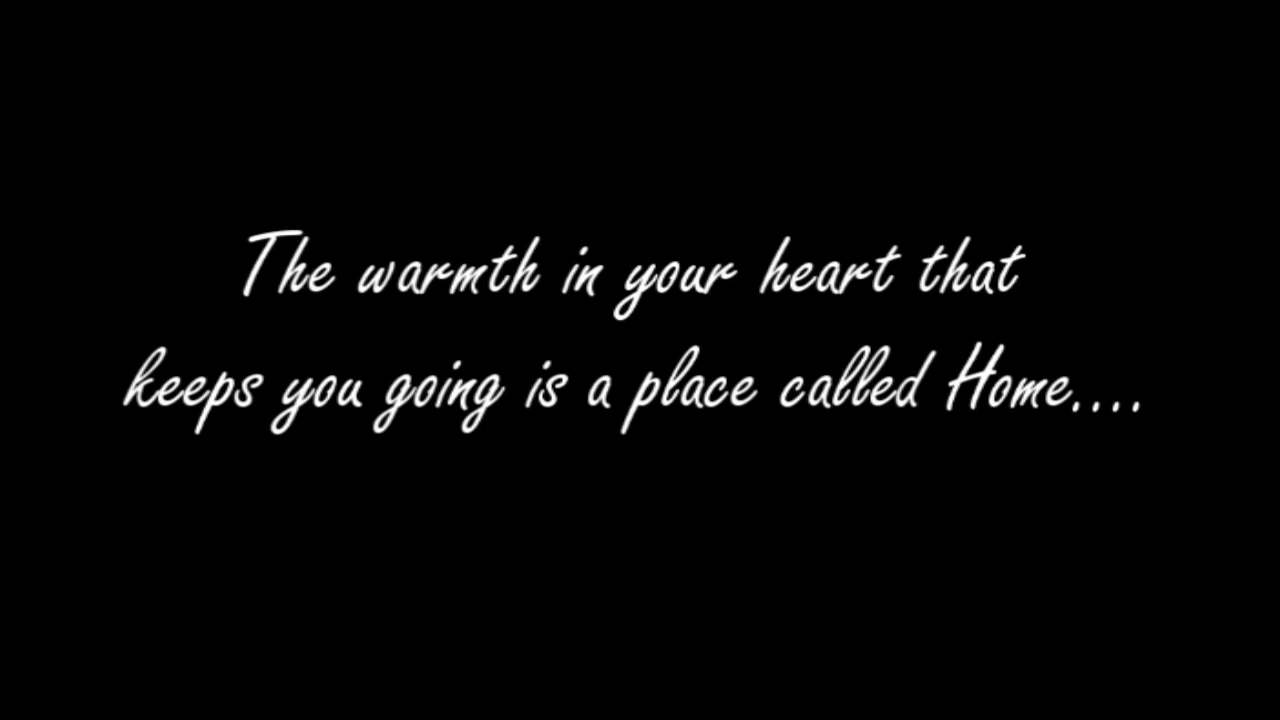 The warmth in your heart that
keeps you going is a place called Home....